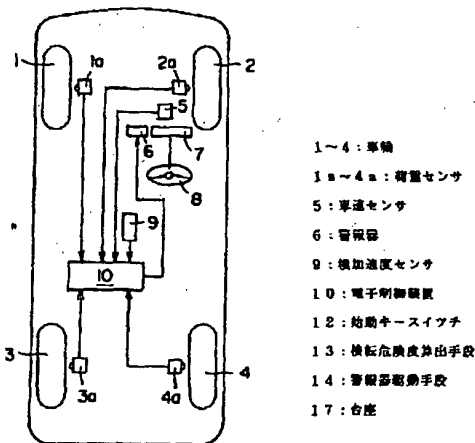 1
1a
2a
2
5
6
7
8
9
10
3
3a
4a
4
1~4:車輪
1a~4a:荷重センサ
5:車速センサ
6:警報器
9:横加速度センサ
10:電子制御装置
12:始動キースイツチ
13:横転危険度算出手段
14:警報器駆動手段
17:台座